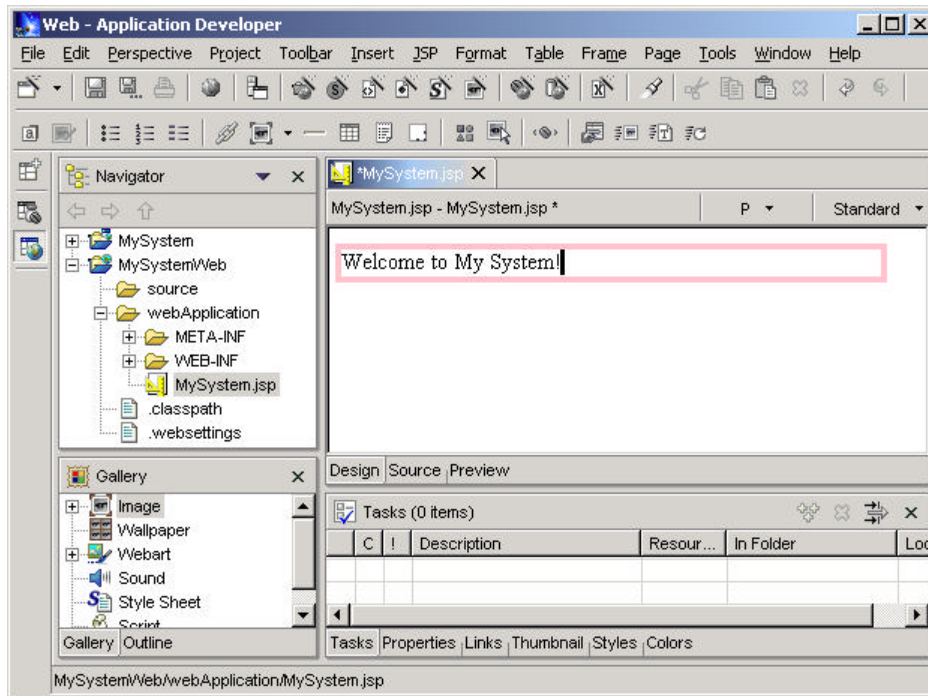 Web - Application Developer
File Edit Perspective Project Toolbar Insert JSP Format Table Frame Page Tools Window Help
Navigator
MySystem
MySystemWeb
source
webApplication
META-INF
WEB-INF
MySystem.jsp
.classpath
.websettings
*MySystem.jsp
MySystem.jsp - MySystem.jsp * P Standard
Welcome to My System!
Design Source Preview
Gallery
Image
Wallpaper
Webart
Sound
Style Sheet
Script
Gallery Outline
Tasks (0 items)
C ! Description Resour... In Folder Loc
Tasks Properties Links Thumbnail Styles Colors
MySystemWeb/webApplication/MySystem.jsp